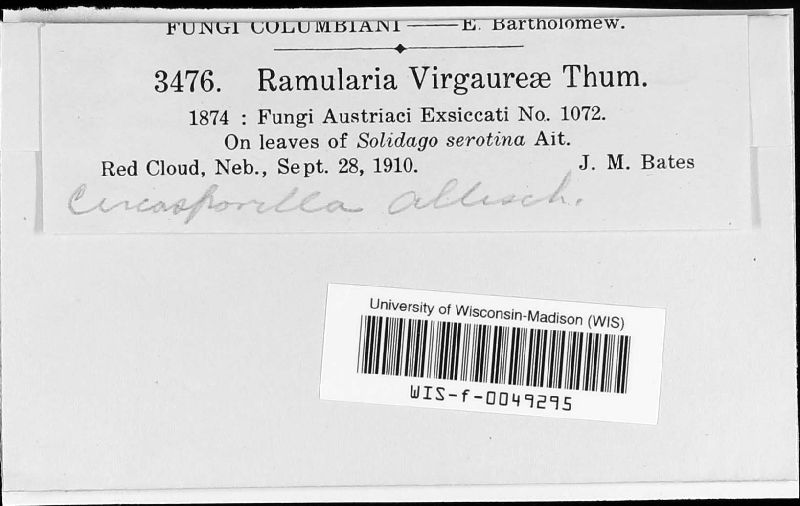 FUNGI COLUMBIANI — E. Bartholomew.
3476. Ramularia Virgaureæ Thum.
1874 : Fungi Austriaci Exsiccati No. 1072.
On leaves of Solidago serotina Ait.
Red Cloud, Neb., Sept. 28, 1910. J. M. Bates
Cercosporella Allesch.
University of Wisconsin-Madison (WIS)
WIS-f-0049295